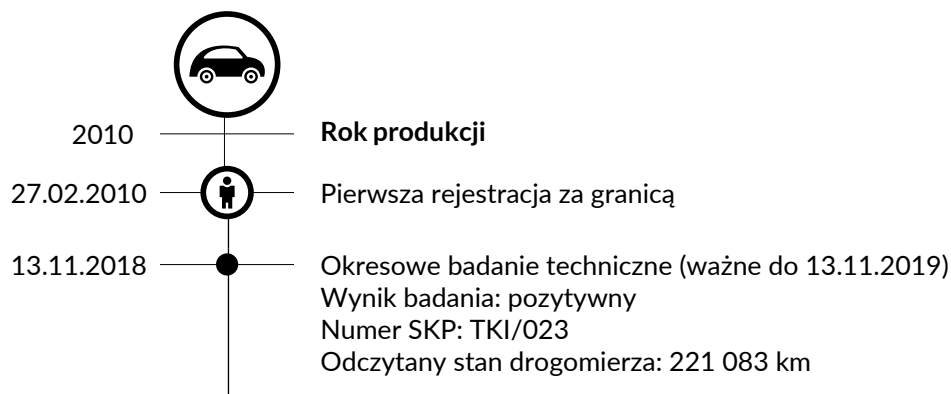 2010 Rok produkcji
27.02.2010 Pierwsza rejestracja za granicą
13.11.2018 Okresowe badanie techniczne (ważne do 13.11.2019)
Wynik badania: pozytywny
Numer SKP: TKI/023
Odczytany stan drogomierza: 221 083 km